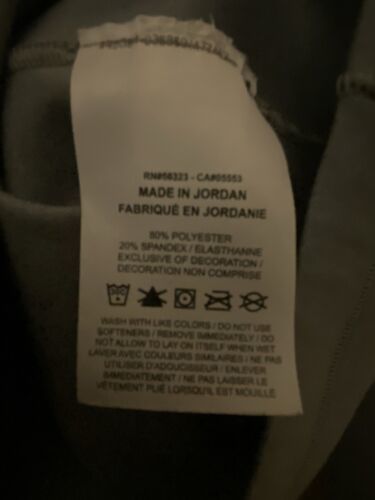 RN#56323 - CA#05553
MADE IN JORDAN
FABRIQUÉ EN JORDANIE
80% POLYESTER
20% SPANDEX / ELASTHANNE
EXCLUSIVE OF DECORATION /
DECORATION NON COMPRISE
WASH WITH LIKE COLORS / DO NOT USE
SOFTENERS / REMOVE IMMEDIATELY / DO
NOT ALLOW TO LAY ON ITSELF WHEN WET
LAVER AVEC COULEURS SIMILAIRES / NE PAS
UTILISER D'ADOUCISSEUR / ENLEVER
IMMÉDIATEMENT / NE PAS LAISSER LE
VÊTEMENT PLIÉ LORSQU'IL EST MOUILLÉ